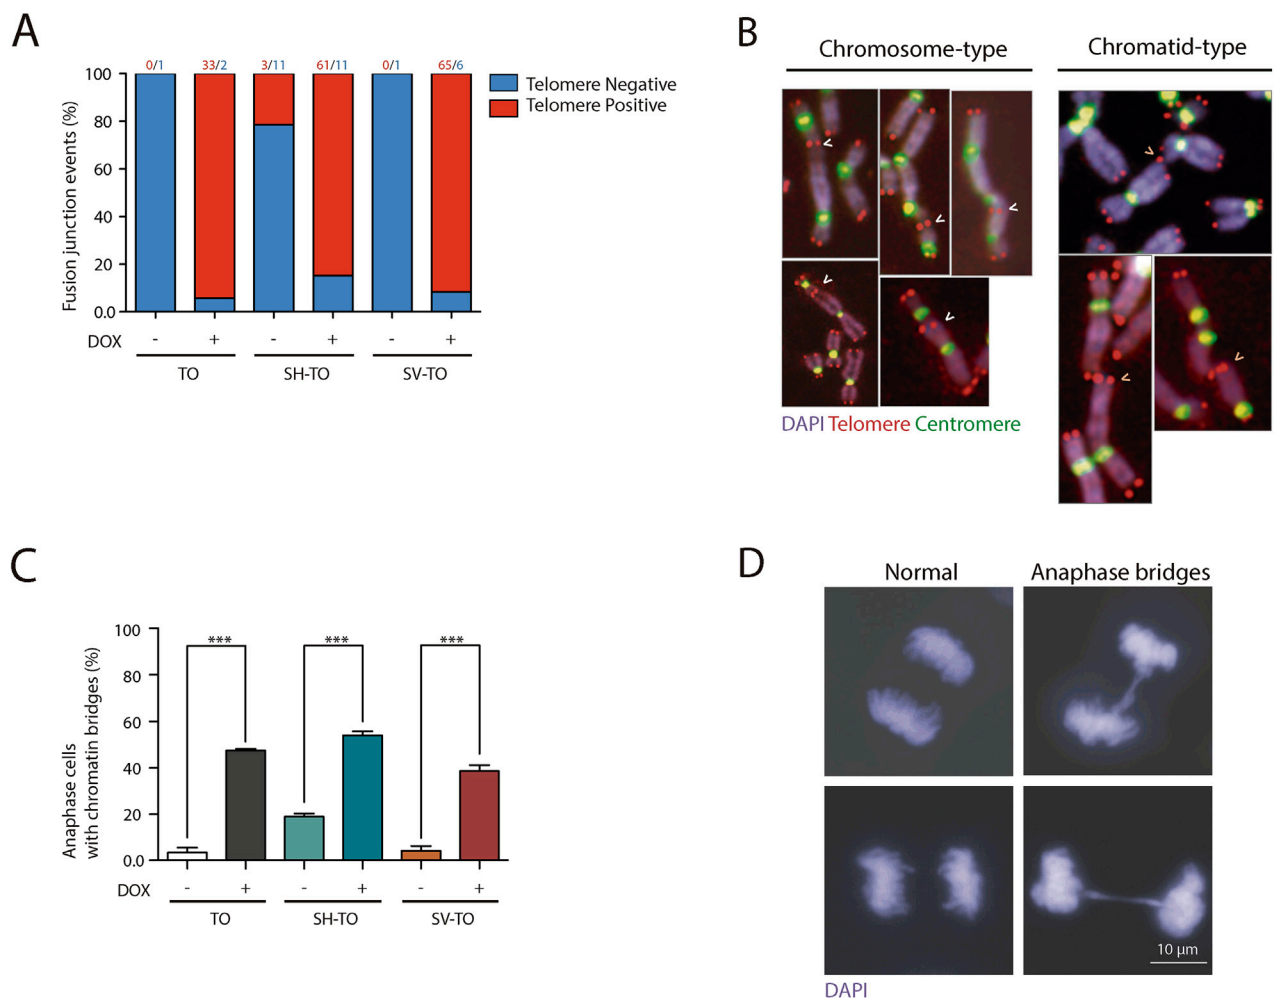 A
0/1 33/2 3/11 61/11 0/1 65/6
Fusion junction events (%)
100
80
60
40
20
0.0
Telomere Negative
Telomere Positive
DOX - + - + - +
TO SH-TO SV-TO
B
Chromosome-type Chromatid-type
DAPI Telomere Centromere
C
Anaphase cells
with chromatin bridges (%)
100
80
60
40
20
0.0
*** *** ***
DOX - + - + - +
TO SH-TO SV-TO
D
Normal Anaphase bridges
10 µm
DAPI